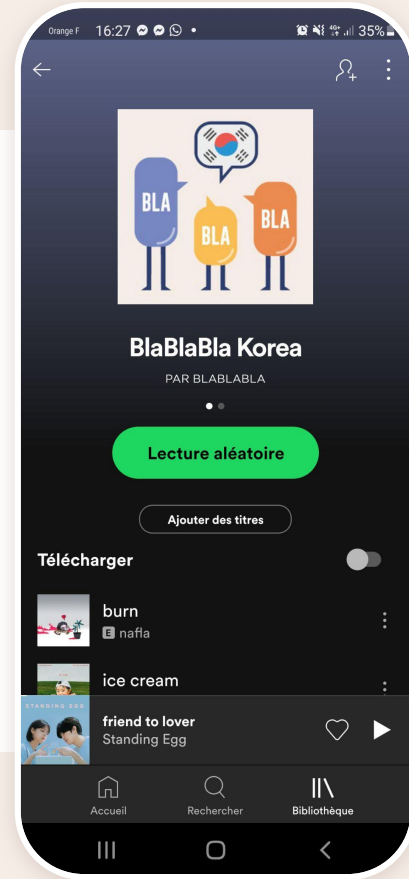 Orange F 16:27 4G+ 35%
BLA
BLA
BLA
BlaBlaBla Korea
PAR BLABLABLA
Lecture aléatoire
Ajouter des titres
Télécharger
burn
E nafla
ice cream
STANDING EGG
friend to lover
Standing Egg
Accueil
Rechercher
Bibliothèque